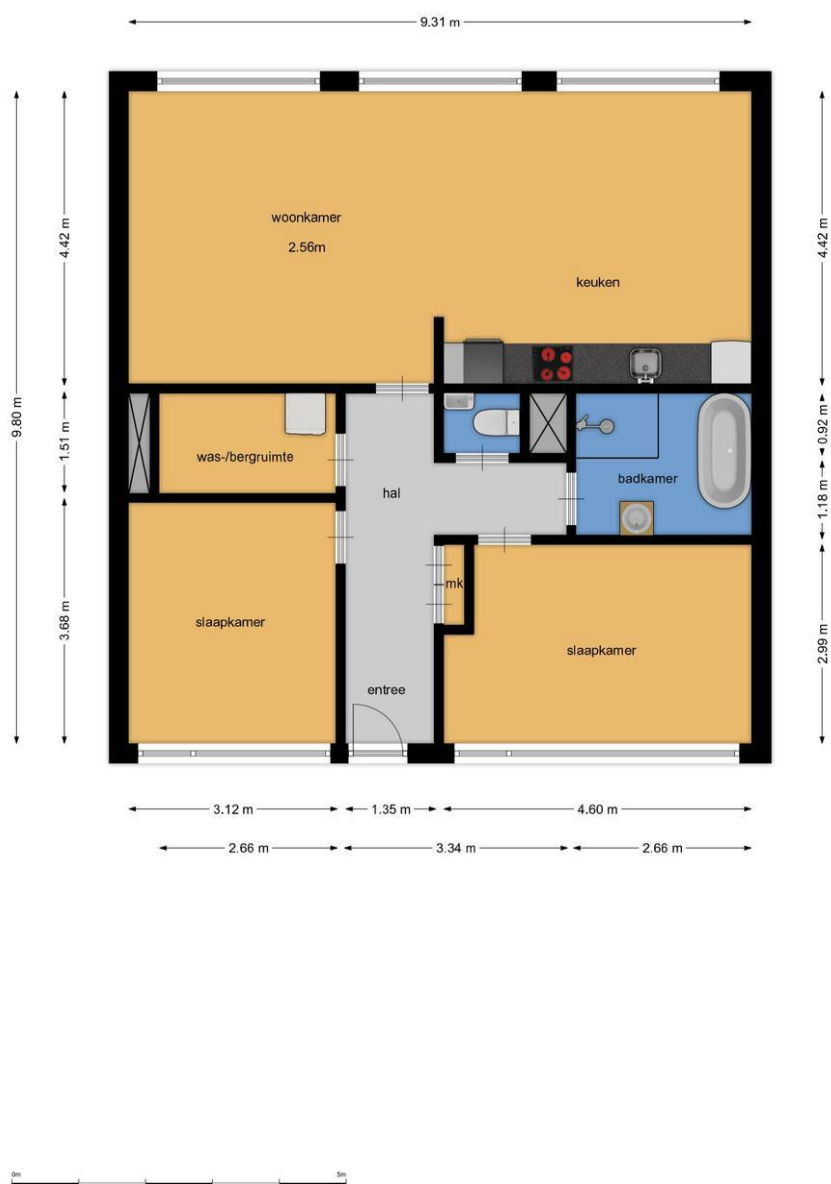 9.31 m
woonkamer
2.56m
keuken
4.42 m
4.42 m
9.80 m
1.51 m
0.92 m
was-/bergruimte
hal
badkamer
1.18 m
3.68 m
mk
2.99 m
slaapkamer
slaapkamer
entree
3.12 m
1.35 m
4.60 m
2.66 m
3.34 m
2.66 m
0m
5m